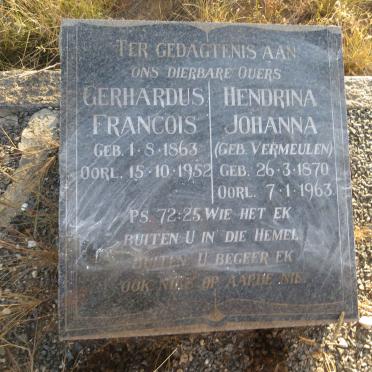 TER GEDAGTENIS AAN
ONS DIERBARE OUERS
GERHARDUS
FRANCOIS
GEB. 1·8·1863
OORL. 15·10·1952
HENDRINA
JOHANNA
(GEB. VERMEULEN)
GEB. 26·3·1870
OORL. 7·1·1963
PS. 72:25. WIE HET EK
BUITEN U IN DIE HEMEL
BUITEN U BEGEER EK
OOK NIKS OP AARDE NIE